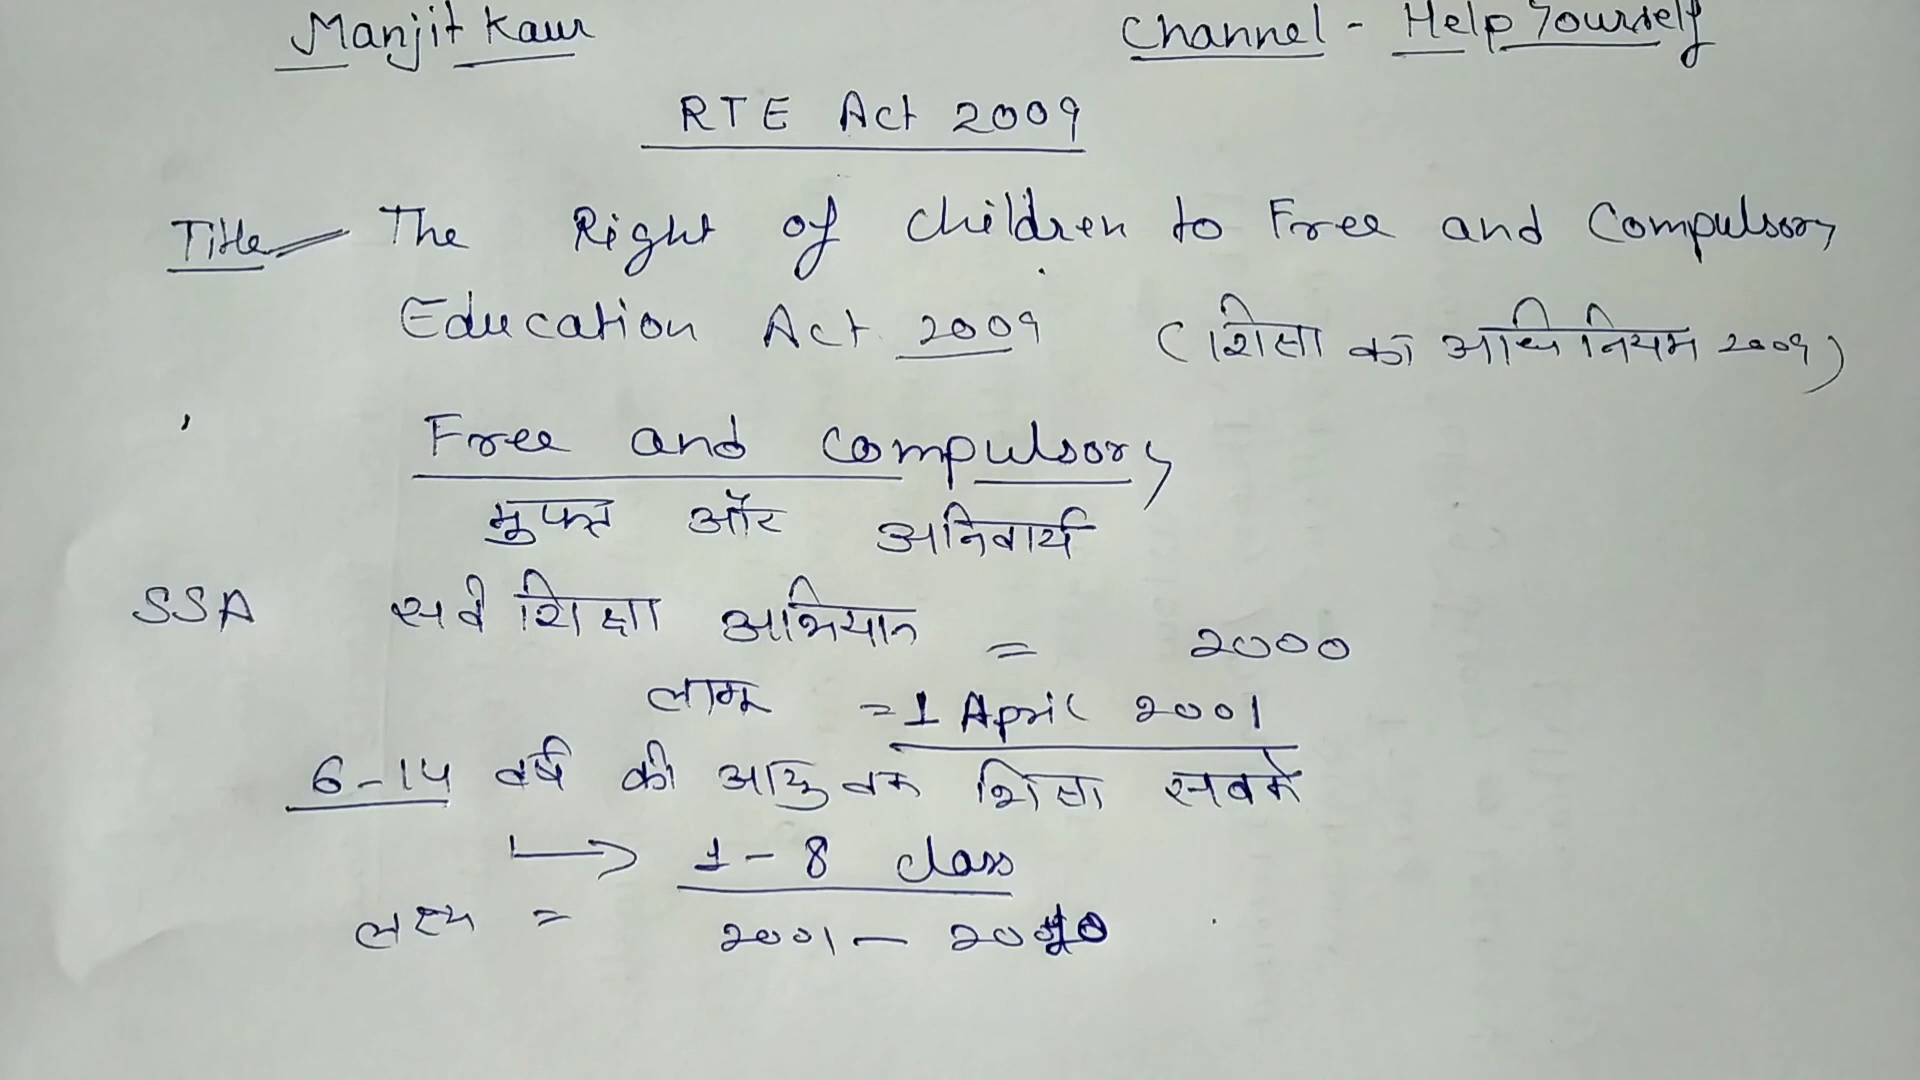 Manjit Kaur Channel - Help Yourself
RTE Act 2009
Title - The Right of children to Free and Compulsory
Education Act 2009 (शिक्षा का अधिनियम 2009)
Free and compulsory
मुफ्त और अनिवार्य
SSA सर्व शिक्षा अभियान = 2000
लागू = 1 April 2001
6-14 वर्ष की आयु तक शिक्षा सबको
→ 1-8 class
लक्ष्य = 2001 - 2010